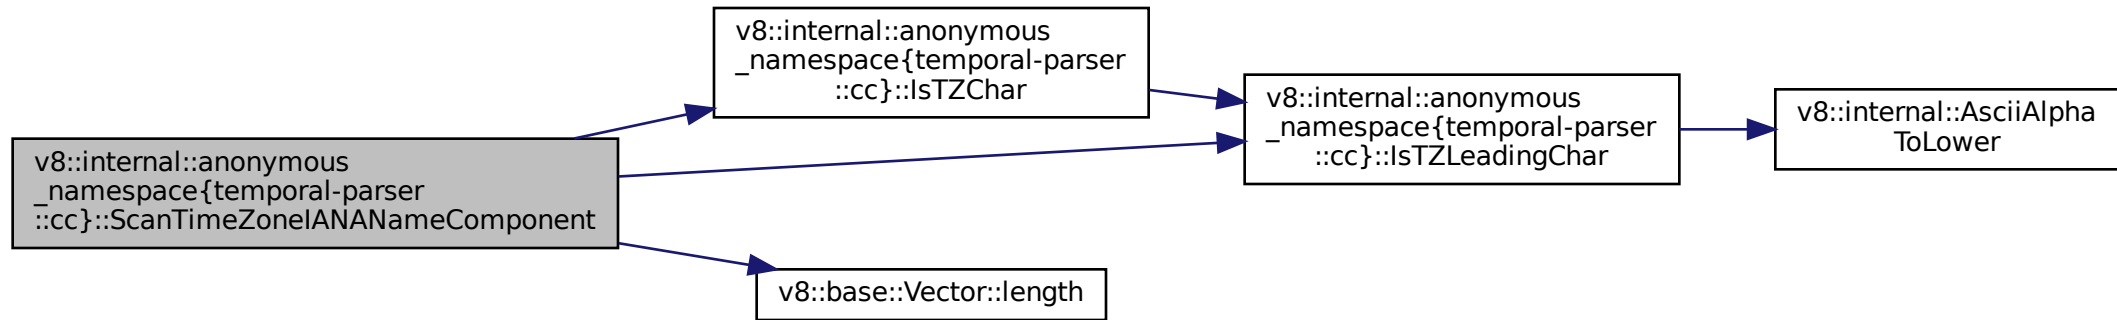 v8::internal::anonymous
_namespace{temporal-parser
::cc}::ScanTimeZoneIANANameComponent
v8::internal::anonymous
_namespace{temporal-parser
::cc}::IsTZChar
v8::internal::anonymous
_namespace{temporal-parser
::cc}::IsTZLeadingChar
v8::internal::AsciiAlpha
ToLower
v8::base::Vector::length